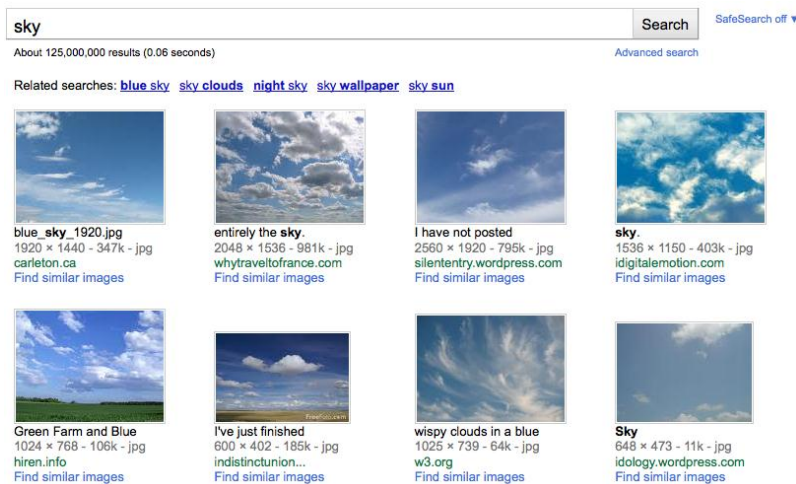 sky
Search
SafeSearch off ▼
About 125,000,000 results (0.06 seconds)
Advanced search
Related searches: blue sky sky clouds night sky sky wallpaper sky sun
blue_sky_1920.jpg
1920 × 1440 - 347k - jpg
carleton.ca
Find similar images
entirely the sky.
2048 × 1536 - 981k - jpg
whytraveltofrance.com
Find similar images
I have not posted
2560 × 1920 - 795k - jpg
silententry.wordpress.com
Find similar images
sky.
1536 × 1150 - 403k - jpg
idigitalemotion.com
Find similar images
Green Farm and Blue
1024 × 768 - 106k - jpg
hiren.info
Find similar images
FreeFoto.com
I've just finished
600 × 402 - 185k - jpg
indistinctunion...
Find similar images
wispy clouds in a blue
1025 × 739 - 64k - jpg
w3.org
Find similar images
Sky
648 × 473 - 11k - jpg
idology.wordpress.com
Find similar images